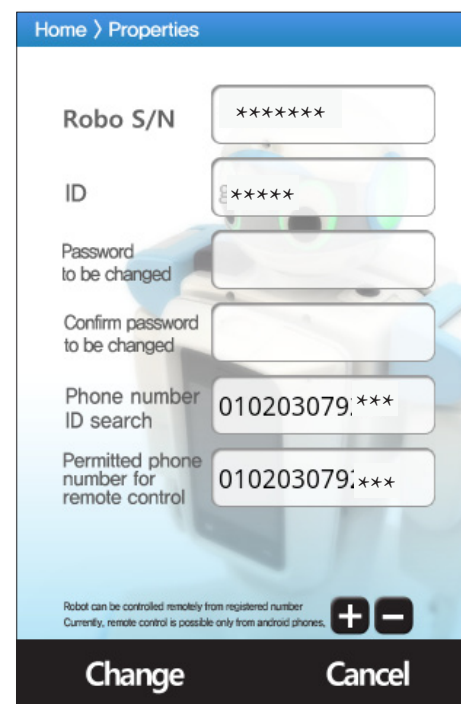 Home 〉 Properties
Robo S/N
*******
ID
*****
Password
to be changed
Confirm password
to be changed
Phone number
ID search
010203079 ***
Permitted phone
number for
remote control
010203079 ***
Robot can be controlled remotely from registered number
Currently, remote control is possible only from android phones,
+ −
Change Cancel